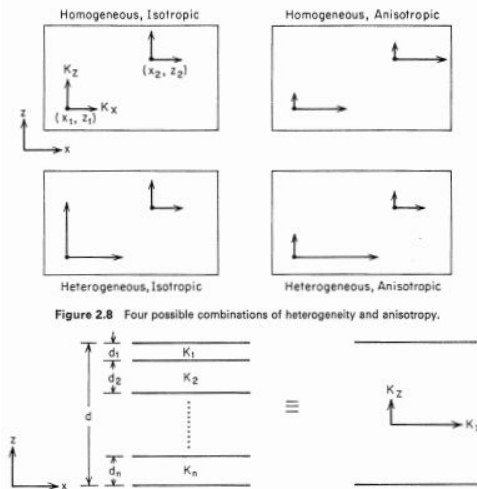 Homogeneous, Isotropic
Homogeneous, Anisotropic
K_z
(x_2, z_2)
K_x
(x_1, z_1)
z
x
Heterogeneous, Isotropic
Heterogeneous, Anisotropic
Figure 2.8 Four possible combinations of heterogeneity and anisotropy.
d_1
K_1
d_2
K_2
d
≡
K_z
z
d_n
K_n
x